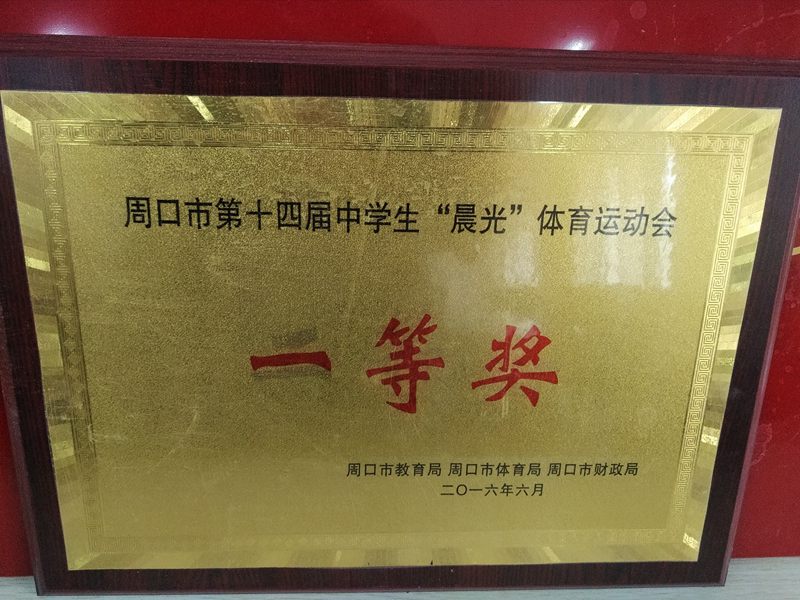 周口市第十四届中学生“晨光”体育运动会
一等奖
周口市教育局 周口市体育局 周口市财政局
二〇一六年六月